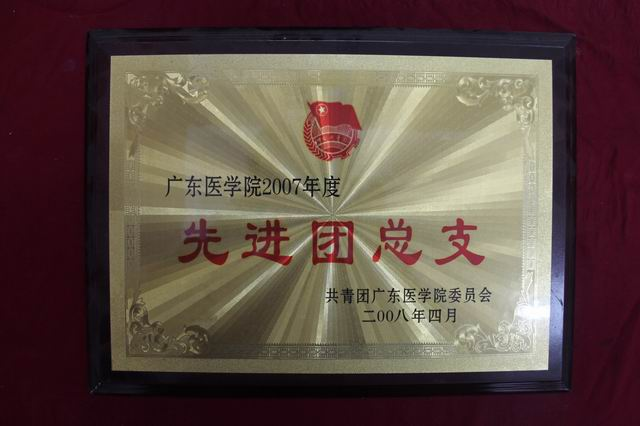 广东医学院2007年度
先进团总支
共青团广东医学院委员会
二00八年四月